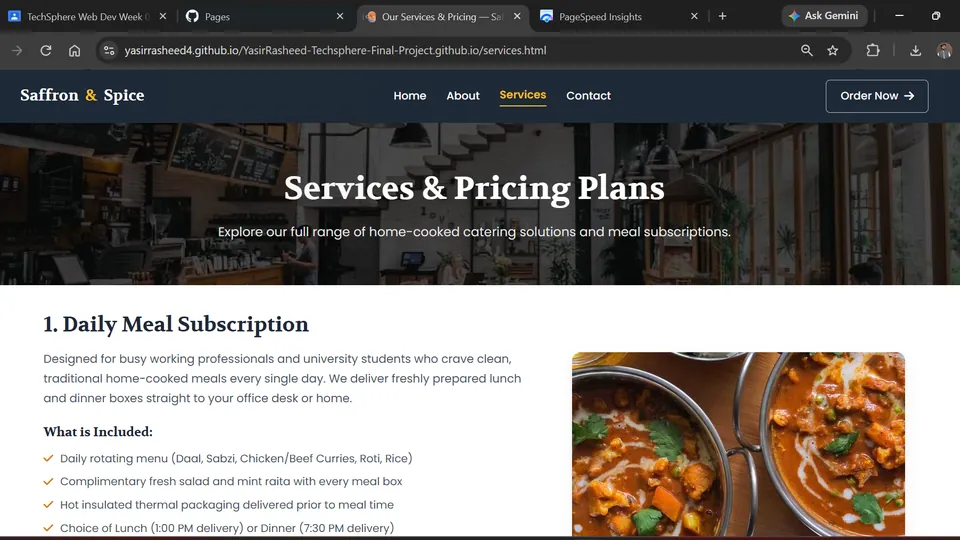 TechSphere Web Dev Week
Pages
Our Services & Pricing — Sa
PageSpeed Insights
Ask Gemini
yasirrasheed4.github.io/YasirRasheed-Techsphere-Final-Project.github.io/services.html
Saffron & Spice
Home
About
Services
Contact
Order Now →
Services & Pricing Plans
Explore our full range of home-cooked catering solutions and meal subscriptions.
1. Daily Meal Subscription
Designed for busy working professionals and university students who crave clean,
traditional home-cooked meals every single day. We deliver freshly prepared lunch
and dinner boxes straight to your office desk or home.
What is Included:
Daily rotating menu (Daal, Sabzi, Chicken/Beef Curries, Roti, Rice)
Complimentary fresh salad and mint raita with every meal box
Hot insulated thermal packaging delivered prior to meal time
Choice of Lunch (1:00 PM delivery) or Dinner (7:30 PM delivery)